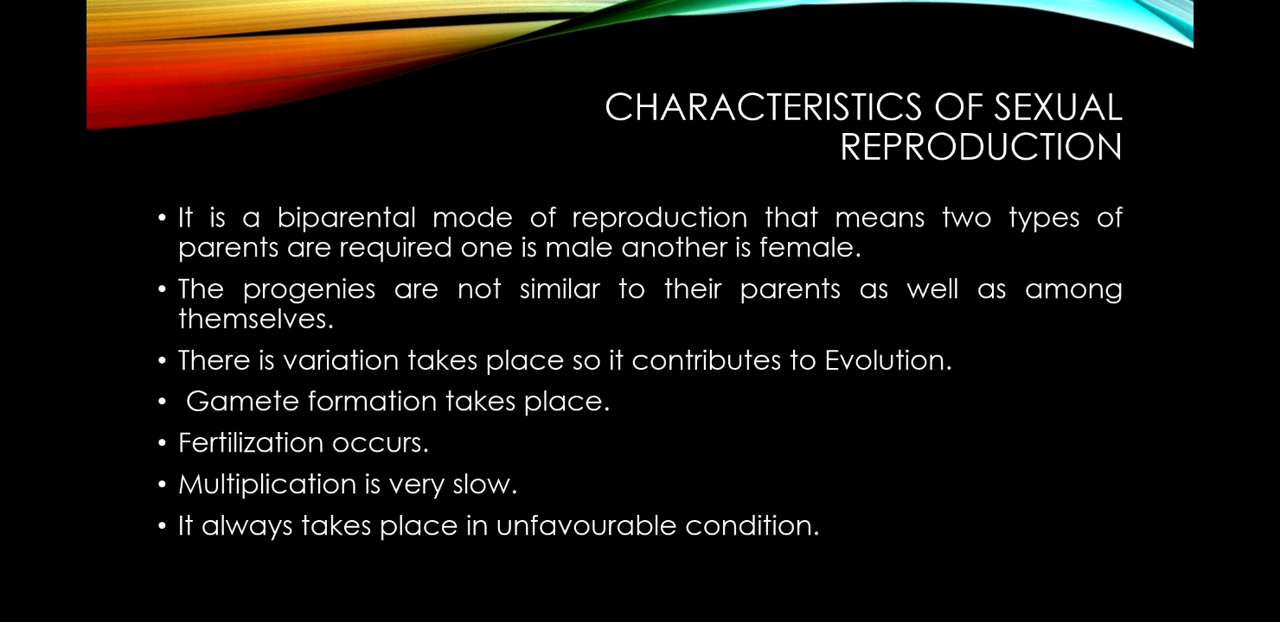 CHARACTERISTICS OF SEXUAL
REPRODUCTION
• It is a biparental mode of reproduction that means two types of
parents are required one is male another is female.
• The progenies are not similar to their parents as well as among
themselves.
• There is variation takes place so it contributes to Evolution.
• Gamete formation takes place.
• Fertilization occurs.
• Multiplication is very slow.
• It always takes place in unfavourable condition.